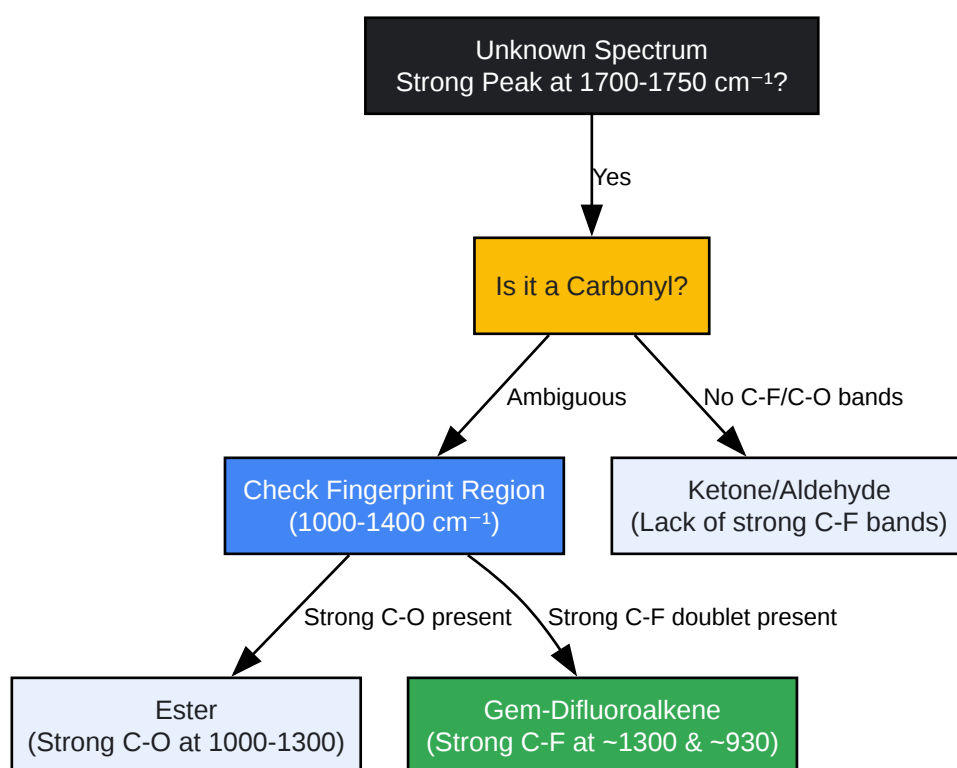 Unknown Spectrum
Strong Peak at 1700-1750 cm⁻¹?
Yes
Is it a Carbonyl?
Ambiguous
No C-F/C-O bands
Check Fingerprint Region
(1000-1400 cm⁻¹)
Ketone/Aldehyde
(Lack of strong C-F bands)
Strong C-O present
Strong C-F doublet present
Ester
(Strong C-O at 1000-1300)
Gem-Difluoroalkene
(Strong C-F at ~1300 & ~930)